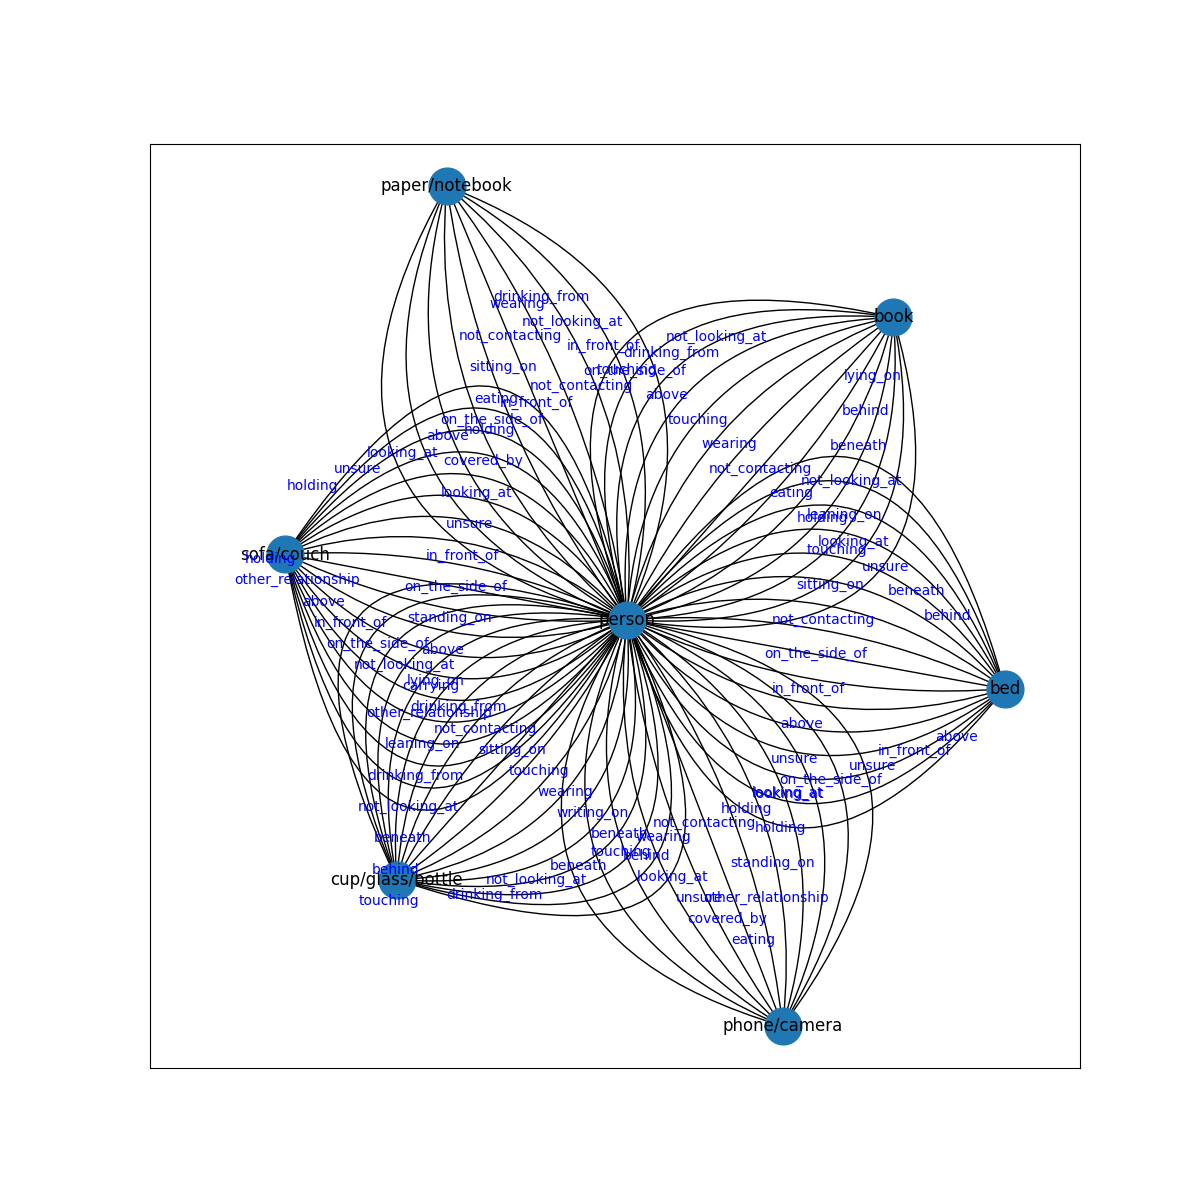 paper/notebook
drinking_from
wearing
book
not_looking_at
not_contacting
not_looking_at
in_front_of
drinking_from
sitting_on
touching
on_the_side_of
lying_on
not_contacting
above
eating
in_front_of
behind
on_the_side_of
touching
holding
above
wearing
beneath
looking_at
covered_by
unsure
not_contacting
not_looking_at
holding
looking_at
eating
leaning_on
holding
unsure
looking_at
touching
sofa/couch
in_front_of
holding
unsure
other_relationship
on_the_side_of
sitting_on
beneath
above
standing_on
behind
in_front_of
person
not_contacting
on_the_side_of
above
on_the_side_of
not_looking_at
lying_on
carrying
in_front_of
bed
drinking_from
other_relationship
not_contacting
above
above
leaning_on
sitting_on
in_front_of
unsure
unsure
drinking_from
touching
on_the_side_of
wearing
looking_at
looking_at
not_looking_at
writing_on
holding
not_contacting
holding
beneath
beneath
wearing
touching
behind
behind
beneath
standing_on
cup/glass/bottle
not_looking_at
looking_at
touching
drinking_from
unsure
other_relationship
covered_by
eating
phone/camera